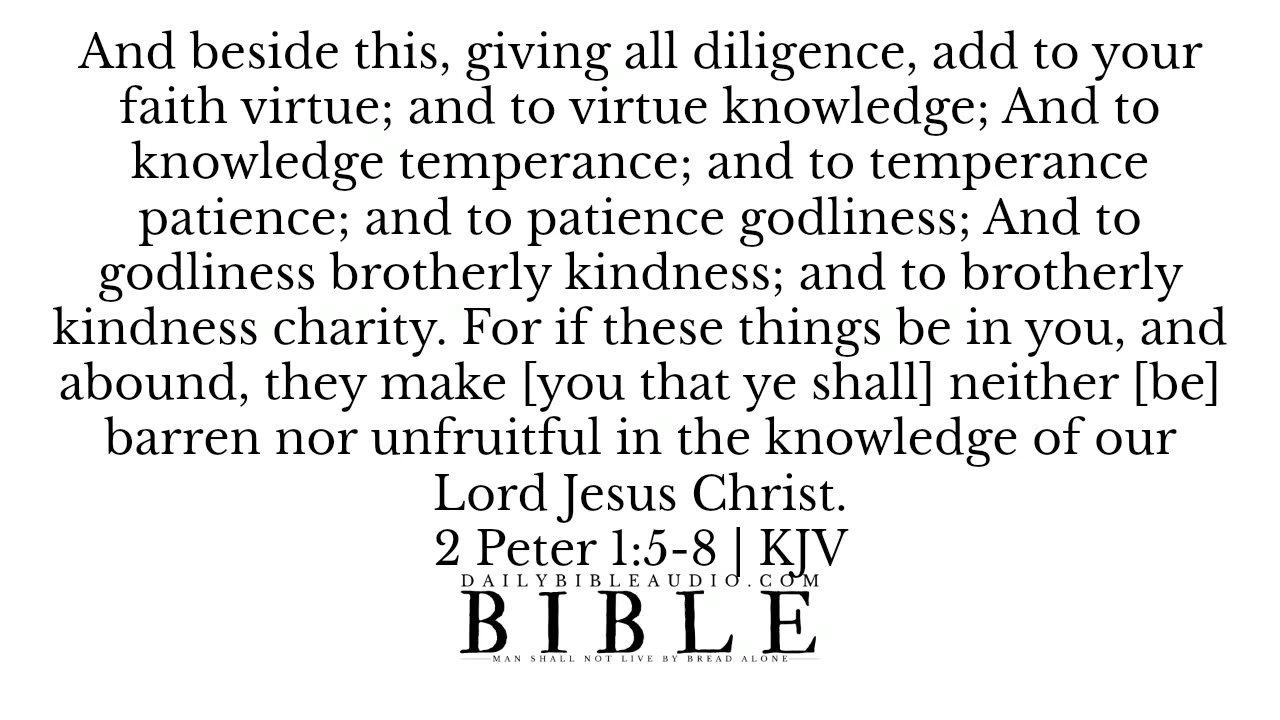 And beside this, giving all diligence, add to your
faith virtue; and to virtue knowledge; And to
knowledge temperance; and to temperance
patience; and to patience godliness; And to
godliness brotherly kindness; and to brotherly
kindness charity. For if these things be in you, and
abound, they make [you that ye shall] neither [be]
barren nor unfruitful in the knowledge of our
Lord Jesus Christ.
2 Peter 1:5-8 | KJV
DAILYBIBLEAUDIO.COM
BIBLE
MAN SHALL NOT LIVE BY BREAD ALONE